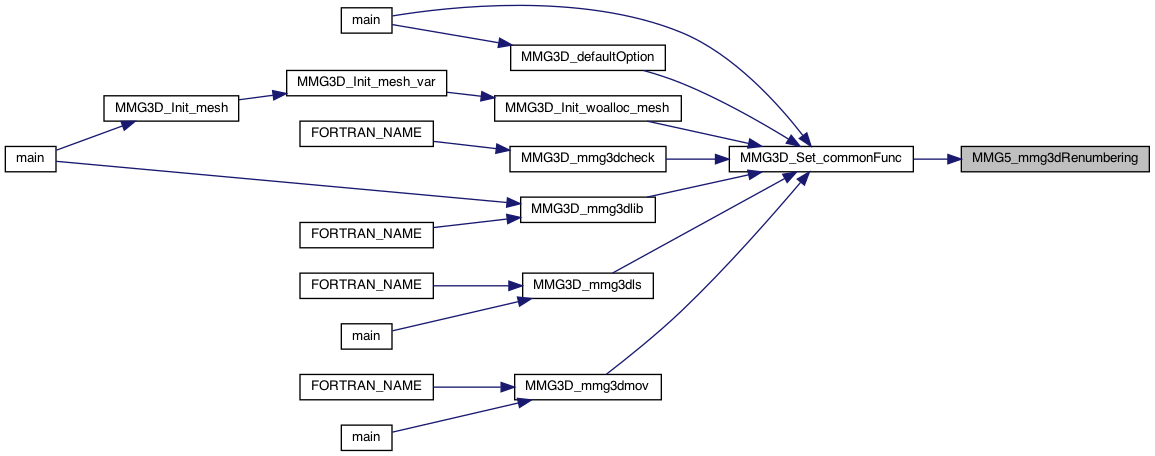 main
MMG3D_defaultOption
MMG3D_Init_mesh_var
MMG3D_Init_mesh
MMG3D_Init_woalloc_mesh
FORTRAN_NAME
main
MMG3D_mmg3dcheck
MMG3D_Set_commonFunc
MMG5_mmg3dRenumbering
MMG3D_mmg3dlib
FORTRAN_NAME
FORTRAN_NAME
MMG3D_mmg3dls
main
FORTRAN_NAME
MMG3D_mmg3dmov
main